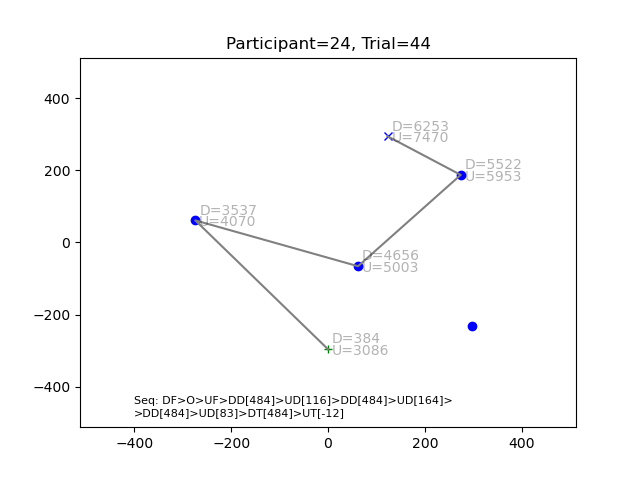 Participant=24, Trial=44
400
200
0
−200
−400
D=6253
U=7470
D=5522
U=5953
D=3537
U=4070
D=4656
U=5003
D=384
U=3086
Seq: DF>O>UF>DD[484]>UD[116]>DD[484]>UD[164]>
>DD[484]>UD[83]>DT[484]>UT[-12]
−400
−200
0
200
400